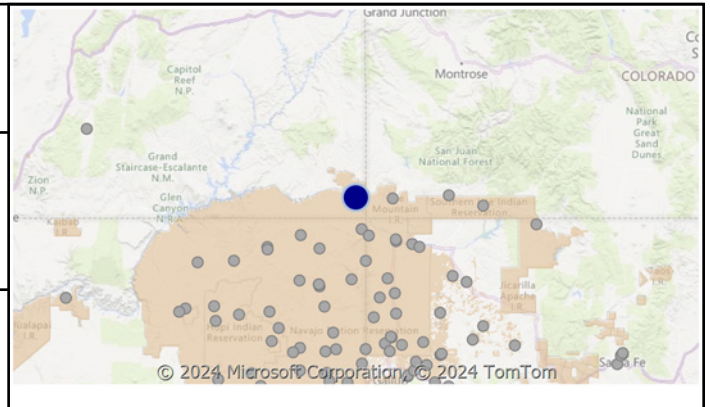 Grand Junction
Capitol
Reef
N.P.
Montrose
COLORADO
National
Park
Great
Sand
Dunes
Grand
Staircase-Escalante
N.M.
San Juan
National Forest
Zion
N.P.
Glen
Canyon
N.R.A.
Mountain
I.R.
Southern Ute Indian
Reservation
Kaibab
I.R.
Jicarilla
Apache
I.R.
Taos
I.R.
Hualapai
I.R.
Hopi Indian
Reservation
Navajo Nation Reservation
Santa Fe
Gallup
© 2024 Microsoft Corporation, © 2024 TomTom